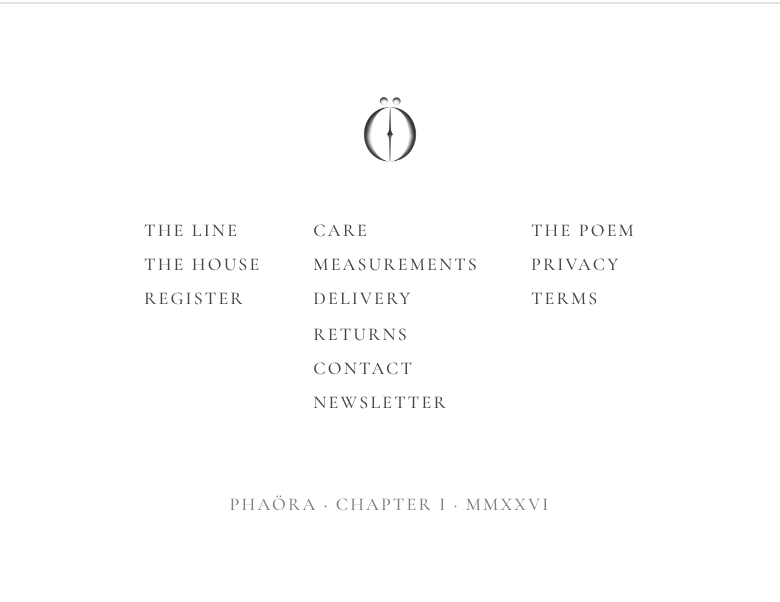 Ö
THE LINE
THE HOUSE
REGISTER
CARE
MEASUREMENTS
DELIVERY
RETURNS
CONTACT
NEWSLETTER
THE POEM
PRIVACY
TERMS
PHAÖRA · CHAPTER I · MMXXVI